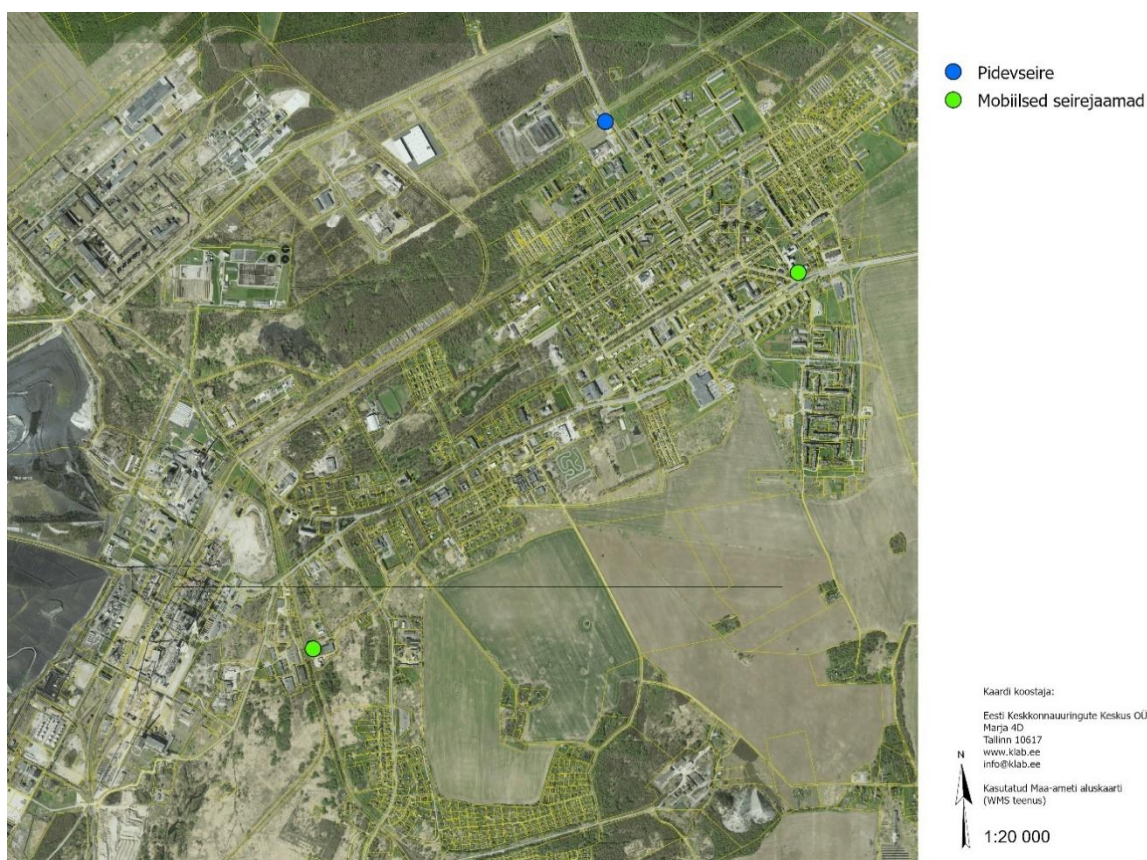 Pidevseire
Mobiilsed seirejaamad
Kaardi koostaja:
Eesti Keskkonnauuringute Keskus OÜ
Marja 4D
Tallinn 10617
www.klab.ee
info@klab.ee
N
Kasutatud Maa-ameti aluskaarti
(WMS teenus)
1:20 000